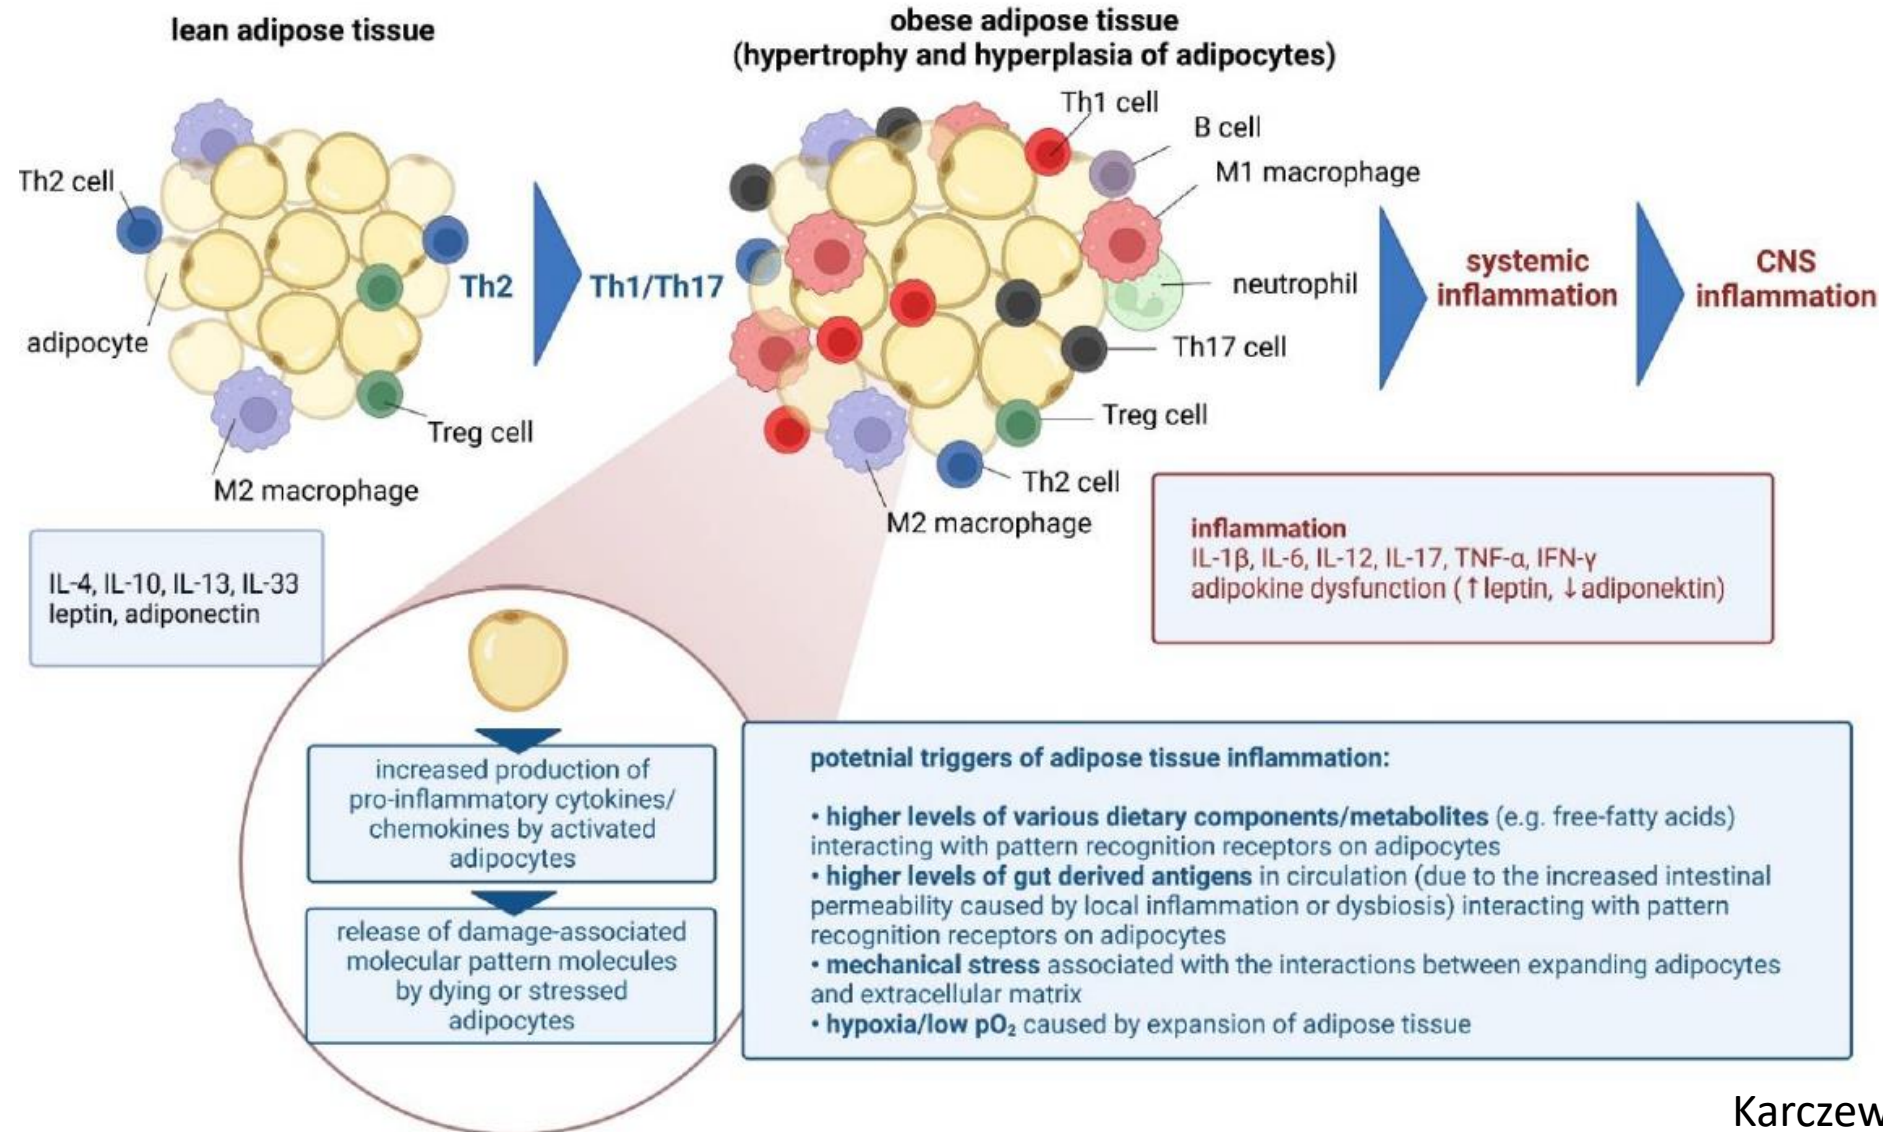 lean adipose tissue
obese adipose tissue
(hypertrophy and hyperplasia of adipocytes)
Th2 cell
adipocyte
M2 macrophage
Treg cell
Th2
Th1/Th17
Th1 cell
B cell
M1 macrophage
neutrophil
Th17 cell
Treg cell
Th2 cell
M2 macrophage
systemic
inflammation
CNS
inflammation
IL-4, IL-10, IL-13, IL-33
leptin, adiponectin
inflammation
IL-1β, IL-6, IL-12, IL-17, TNF-α, IFN-γ
adipokine dysfunction (↑leptin, ↓adiponektin)
increased production of
pro-inflammatory cytokines/
chemokines by activated
adipocytes
release of damage-associated
molecular pattern molecules
by dying or stressed
adipocytes
potetnial triggers of adipose tissue inflammation:
• higher levels of various dietary components/metabolites (e.g. free-fatty acids)
interacting with pattern recognition receptors on adipocytes
• higher levels of gut derived antigens in circulation (due to the increased intestinal
permeability caused by local inflammation or dysbiosis) interacting with pattern
recognition receptors on adipocytes
• mechanical stress associated with the interactions between expanding adipocytes
and extracellular matrix
• hypoxia/low pO₂ caused by expansion of adipose tissue
Karczew